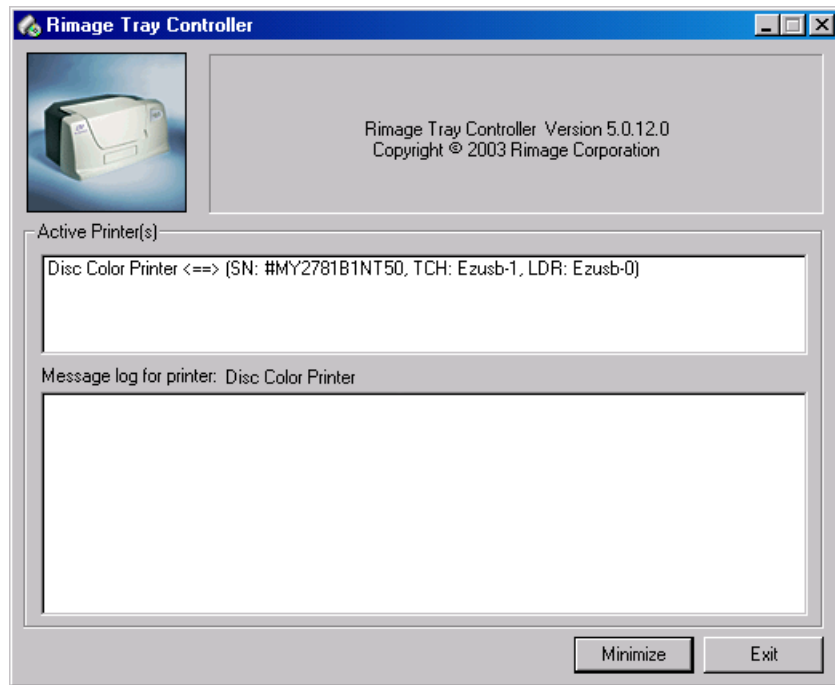 Rimage Tray Controller
Rimage Tray Controller Version 5.0.12.0
Copyright © 2003 Rimage Corporation
Active Printer(s)
Disc Color Printer <==> (SN: #MY2781B1NT50, TCH: Ezusb-1, LDR: Ezusb-0)
Message log for printer: Disc Color Printer
Minimize Exit